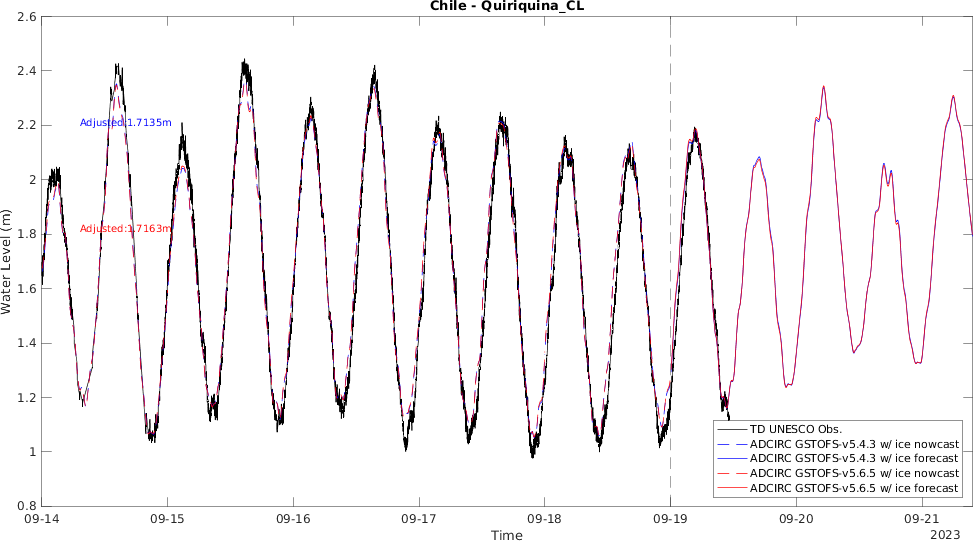 Chile - Quiriquina_CL
2.6
2.4
2.2
2
1.8
1.6
1.4
1.2
1
0.8
Water Level (m)
Adjusted:1.7135m
Adjusted:1.7163m
TD UNESCO Obs.
ADCIRC GSTOFS-v5.4.3 w/ ice nowcast
ADCIRC GSTOFS-v5.4.3 w/ ice forecast
ADCIRC GSTOFS-v5.6.5 w/ ice nowcast
ADCIRC GSTOFS-v5.6.5 w/ ice forecast
09-14 09-15 09-16 09-17 09-18 09-19 09-20 09-21
Time
2023